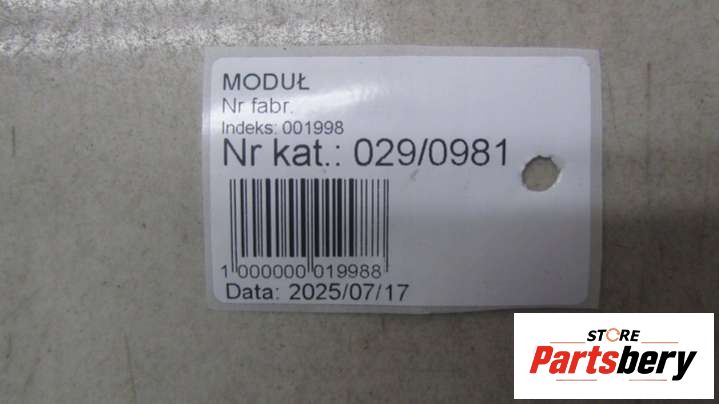 MODUŁ
Nr fabr.
Indeks: 001998
Nr kat.: 029/0981
1 000000 019988
Data: 2025/07/17
STORE
Partsbery